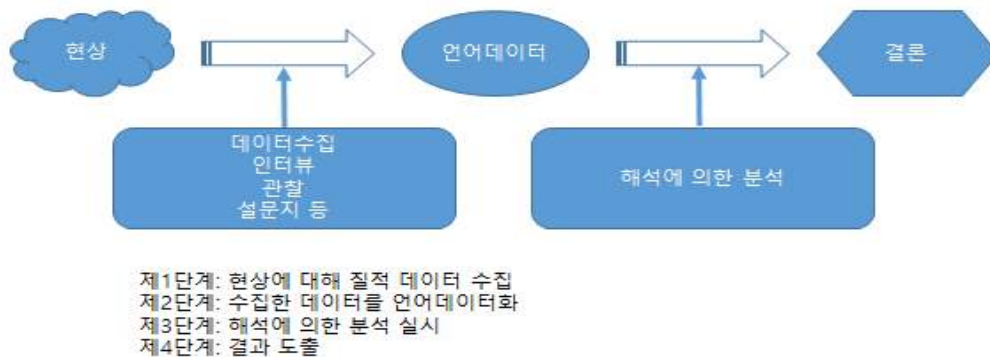 현상
언어데이터
결론
데이터수집
인터뷰
관찰
설문지 등
해석에 의한 분석
제1단계: 현상에 대해 질적 데이터 수집
제2단계: 수집한 데이터를 언어데이터화
제3단계: 해석에 의한 분석 실시
제4단계: 결과 도출